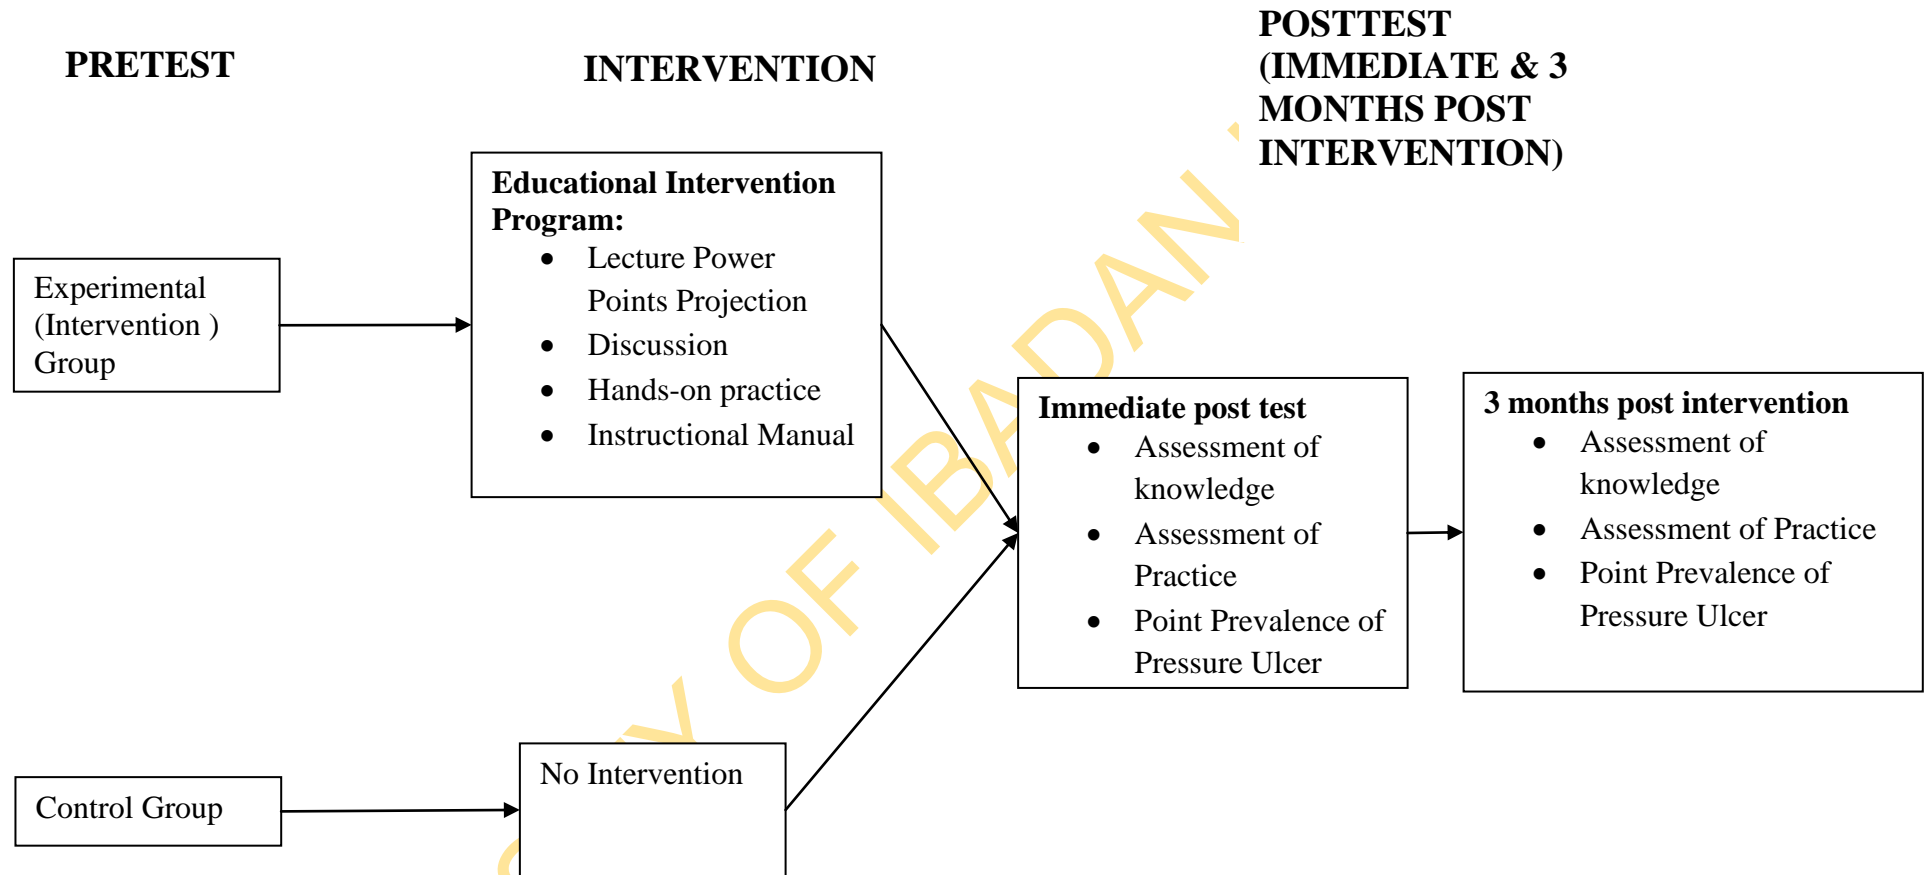 PRETEST
INTERVENTION
POSTTEST
(IMMEDIATE & 3
MONTHS POST
INTERVENTION)
Experimental
(Intervention )
Group
Educational Intervention
Program:
• Lecture Power
Points Projection
• Discussion
• Hands-on practice
• Instructional Manual
Immediate post test
• Assessment of
knowledge
• Assessment of
Practice
• Point Prevalence of
Pressure Ulcer
3 months post intervention
• Assessment of
knowledge
• Assessment of Practice
• Point Prevalence of
Pressure Ulcer
Control Group
No Intervention
OF IBADAN